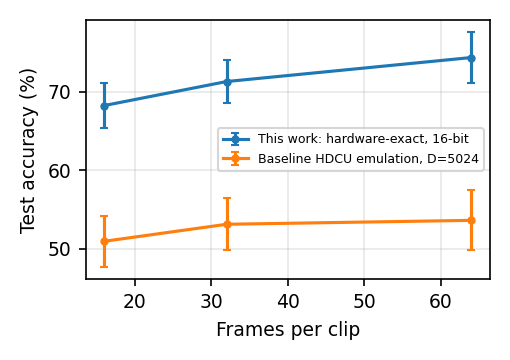 70
60
50
Test accuracy (%)
This work: hardware-exact, 16-bit
Baseline HDCU emulation, D=5024
20 30 40 50 60
Frames per clip